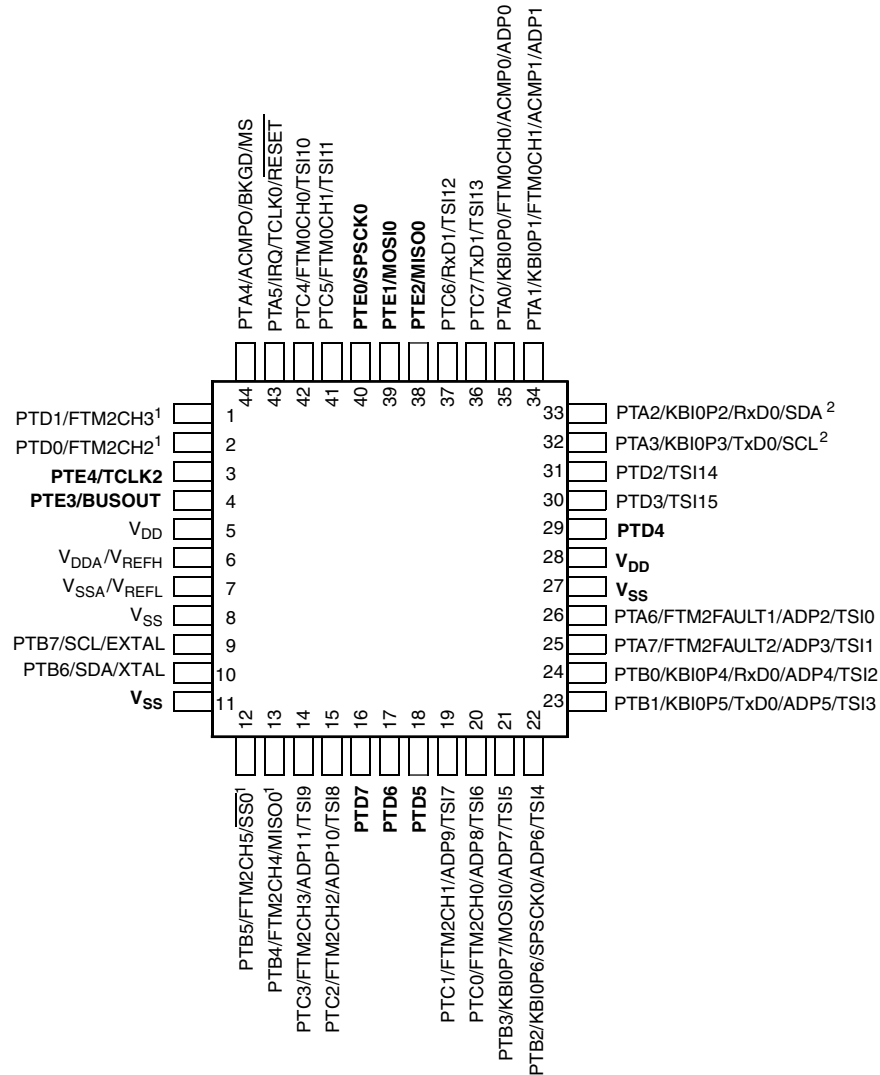 PTA4/ACMPO/BKGD/MS
PTA5/IRQ/TCLK0/RESET
PTC4/FTM0CH0/TSI10
PTC5/FTM0CH1/TSI11
PTE0/SPSCK0
PTE1/MOSI0
PTE2/MISO0
PTC6/RxD1/TSI12
PTC7/TxD1/TSI13
PTA0/KBI0P0/FTM0CH0/ACMP0/ADP0
PTA1/KBI0P1/FTM0CH1/ACMP1/ADP1
44 43 42 41 40 39 38 37 36 35 34
PTD1/FTM2CH3¹ 1
PTD0/FTM2CH2¹ 2
PTE4/TCLK2 3
PTE3/BUSOUT 4
VDD 5
VDDA/VREFH 6
VSSA/VREFL 7
VSS 8
PTB7/SCL/EXTAL 9
PTB6/SDA/XTAL 10
VSS 11
33 PTA2/KBI0P2/RxD0/SDA²
32 PTA3/KBI0P3/TxD0/SCL²
31 PTD2/TSI14
30 PTD3/TSI15
29 PTD4
28 VDD
27 VSS
26 PTA6/FTM2FAULT1/ADP2/TSI0
25 PTA7/FTM2FAULT2/ADP3/TSI1
24 PTB0/KBI0P4/RxD0/ADP4/TSI2
23 PTB1/KBI0P5/TxD0/ADP5/TSI3
12 13 14 15 16 17 18 19 20 21 22
PTB5/FTM2CH5/SS0¹
PTB4/FTM2CH4/MISO0¹
PTC3/FTM2CH3/ADP11/TSI9
PTC2/FTM2CH2/ADP10/TSI8
PTD7
PTD6
PTD5
PTC1/FTM2CH1/ADP9/TSI7
PTC0/FTM2CH0/ADP8/TSI6
PTB3/KBI0P7/MOSI0/ADP7/TSI5
PTB2/KBI0P6/SPSCK0/ADP6/TSI4